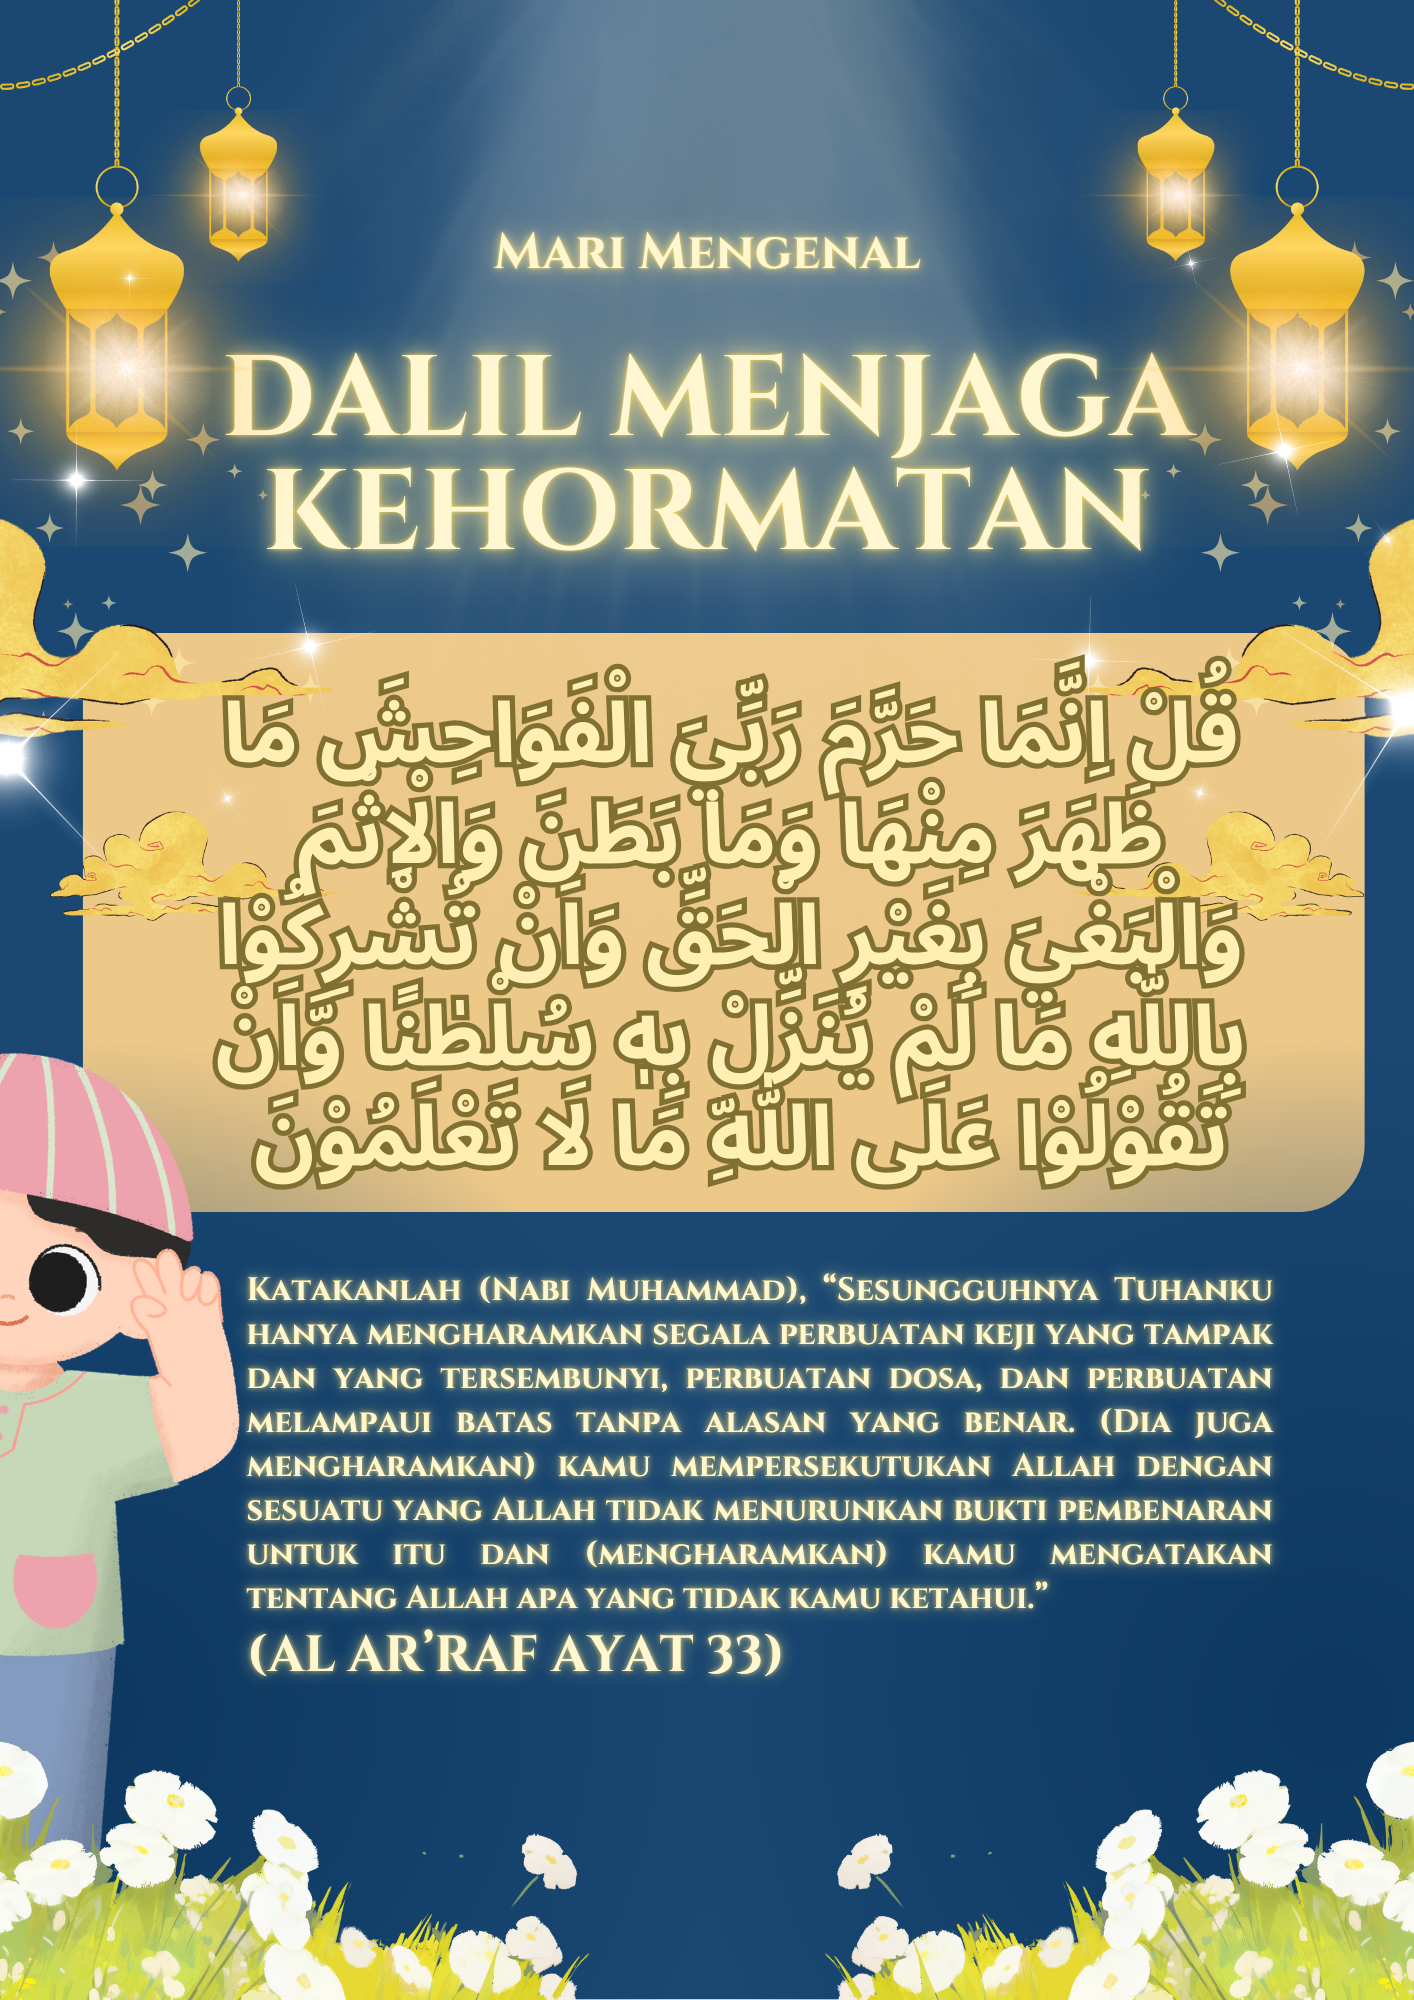 Mari Mengenal
DALIL MENJAGA
KEHORMATAN
قُلْ اِنَّمَا حَرَّمَ رَبِّيَ الْفَوَاحِشَ مَا
ظَهَرَ مِنْهَا وَمَا بَطَنَ وَالْاِثْمَ
وَالْبَغْيَ بِغَيْرِ الْحَقِّ وَاَنْ تُشْرِكُوْا
بِاللّٰهِ مَا لَمْ يُنَزِّلْ بِهٖ سُلْطٰنًا وَّاَنْ
تَقُوْلُوْا عَلَى اللّٰهِ مَا لَا تَعْلَمُوْنَ
Katakanlah (Nabi Muhammad), “Sesungguhnya Tuhanku
hanya mengharamkan segala perbuatan keji yang tampak
dan yang tersembunyi, perbuatan dosa, dan perbuatan
melampaui batas tanpa alasan yang benar. (Dia juga
mengharamkan) kamu mempersekutukan Allah dengan
sesuatu yang Allah tidak menurunkan bukti pembenaran
untuk itu dan (mengharamkan) kamu mengatakan
tentang Allah apa yang tidak kamu ketahui.”
(AL AR’RAF AYAT 33)